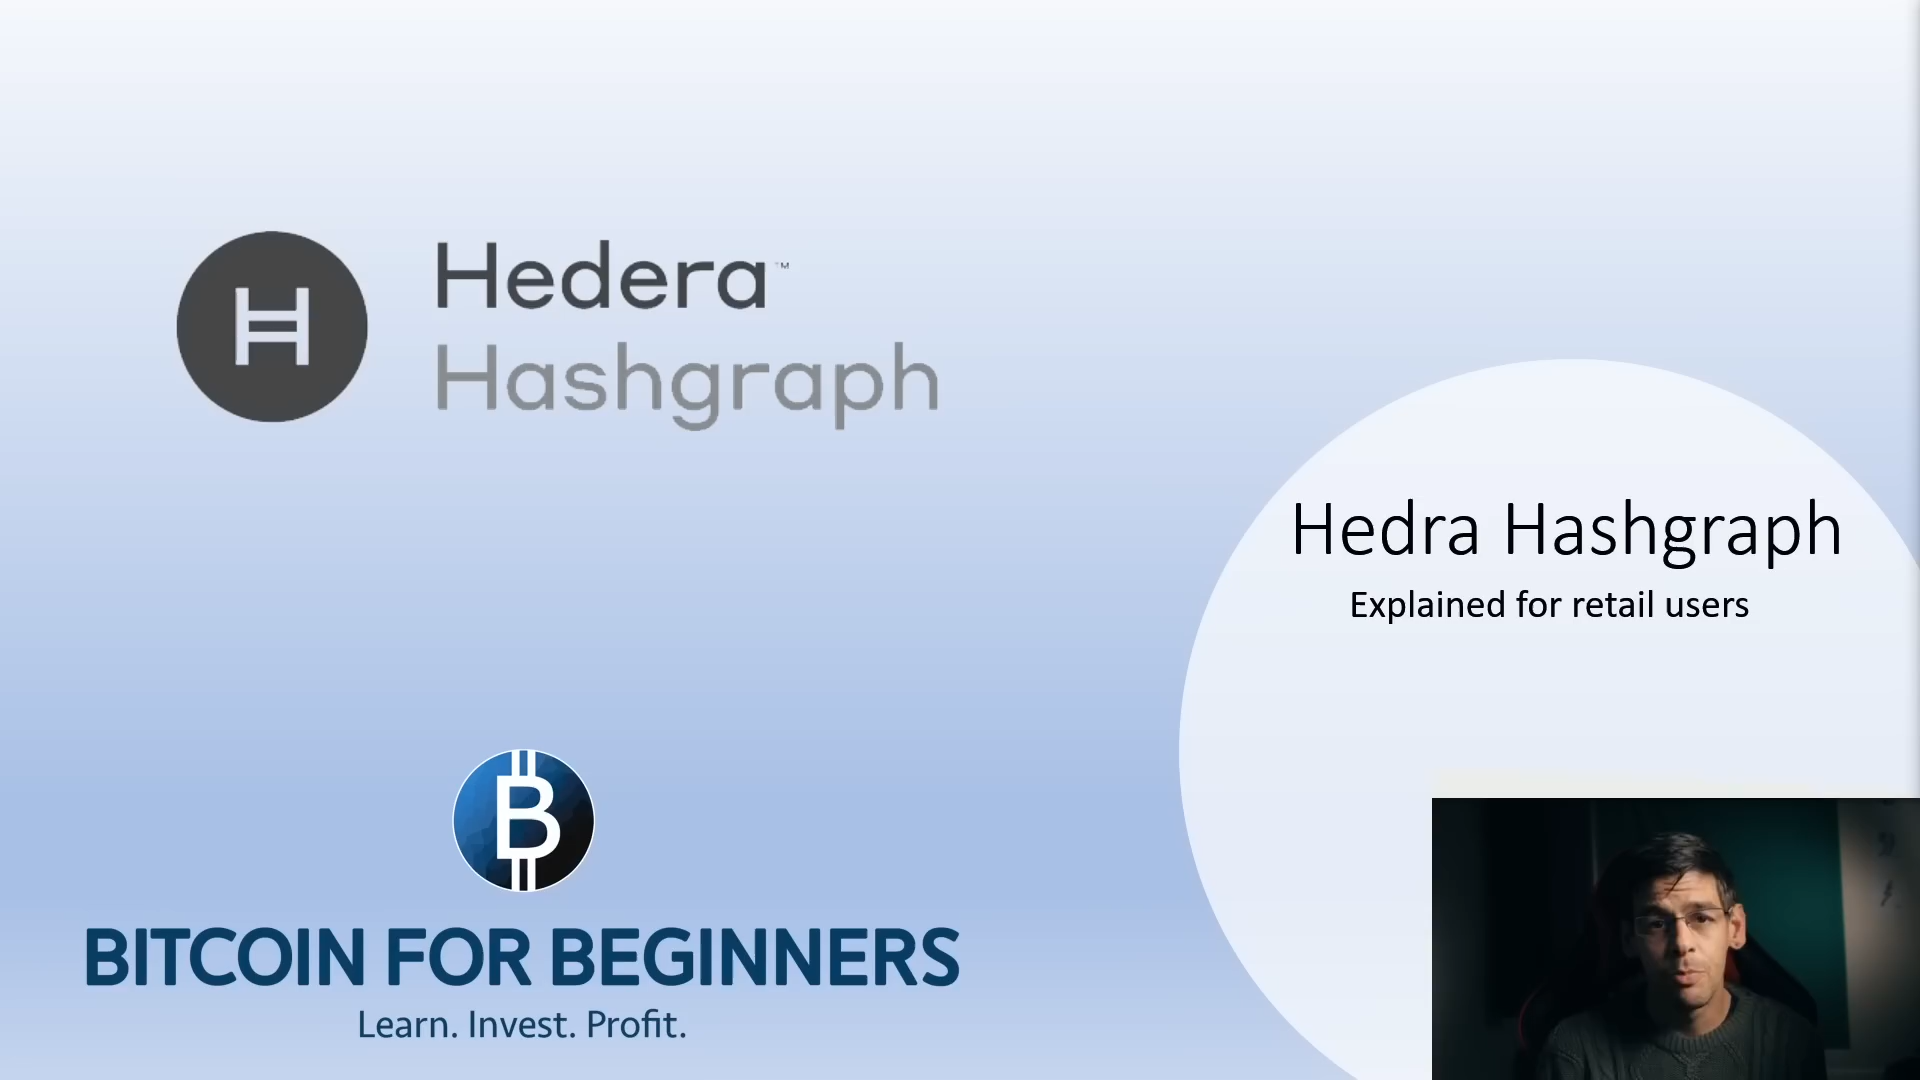 Hedera™
Hashgraph
Hedra Hashgraph
Explained for retail users
BITCOIN FOR BEGINNERS
Learn. Invest. Profit.